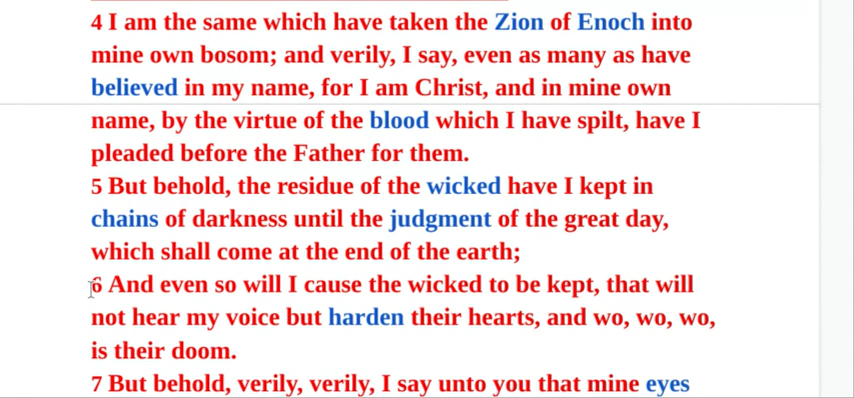 4 I am the same which have taken the Zion of Enoch into
mine own bosom; and verily, I say, even as many as have
believed in my name, for I am Christ, and in mine own
name, by the virtue of the blood which I have spilt, have I
pleaded before the Father for them.
5 But behold, the residue of the wicked have I kept in
chains of darkness until the judgment of the great day,
which shall come at the end of the earth;
6 And even so will I cause the wicked to be kept, that will
not hear my voice but harden their hearts, and wo, wo, wo,
is their doom.
7 But behold, verily, verily, I say unto you that mine eyes